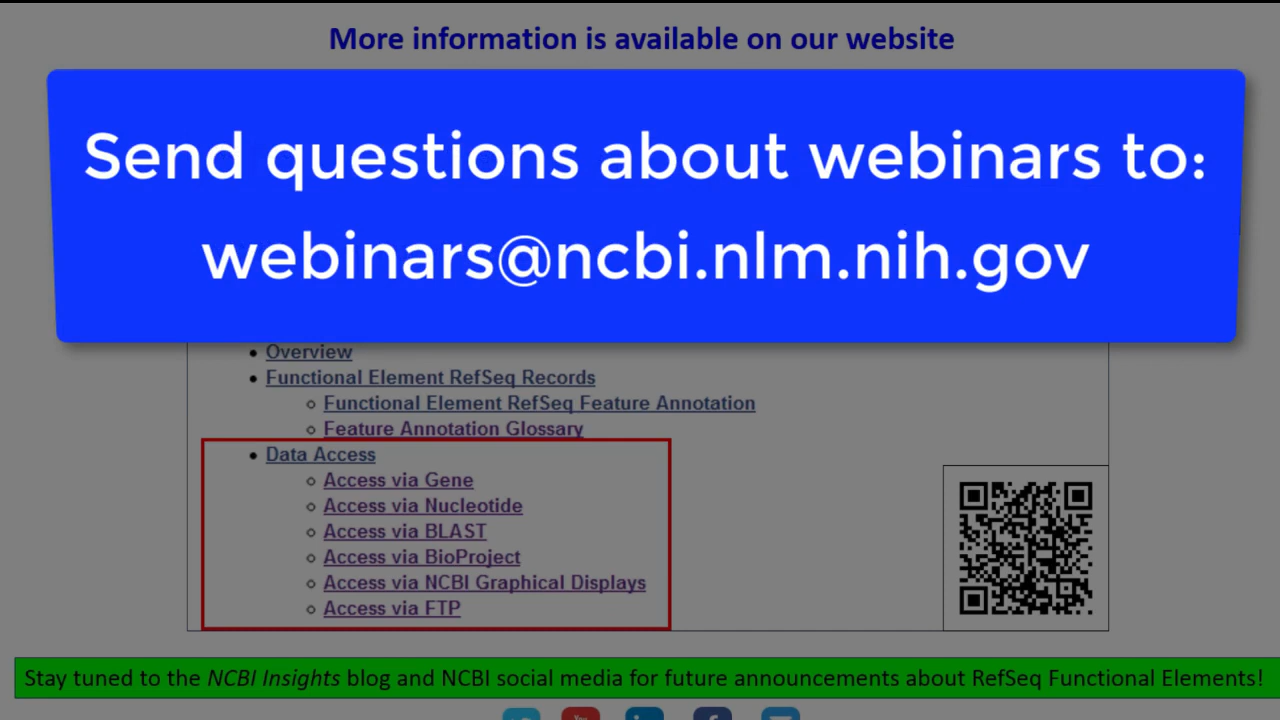 More information is available on our website
Send questions about webinars to:
webinars@ncbi.nlm.nih.gov
Overview
Functional Element RefSeq Records
Functional Element RefSeq Feature Annotation
Feature Annotation Glossary
Data Access
Access via Gene
Access via Nucleotide
Access via BLAST
Access via BioProject
Access via NCBI Graphical Displays
Access via FTP
Stay tuned to the NCBI Insights blog and NCBI social media for future announcements about RefSeq Functional Elements!